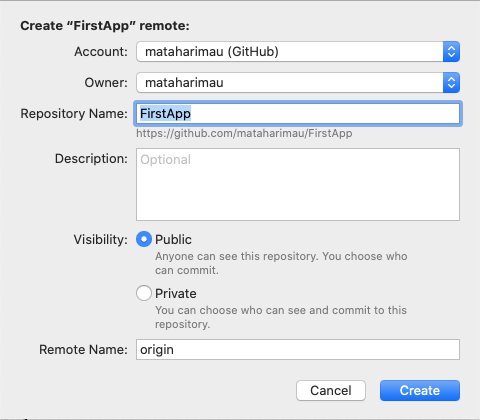 Create “FirstApp” remote:
Account: mataharimau (GitHub)
Owner: mataharimau
Repository Name: FirstApp
https://github.com/mataharimau/FirstApp
Description: Optional
Visibility: Public
Anyone can see this repository. You choose who
can commit.
Private
You can choose who can see and commit to this
repository.
Remote Name: origin
Cancel Create